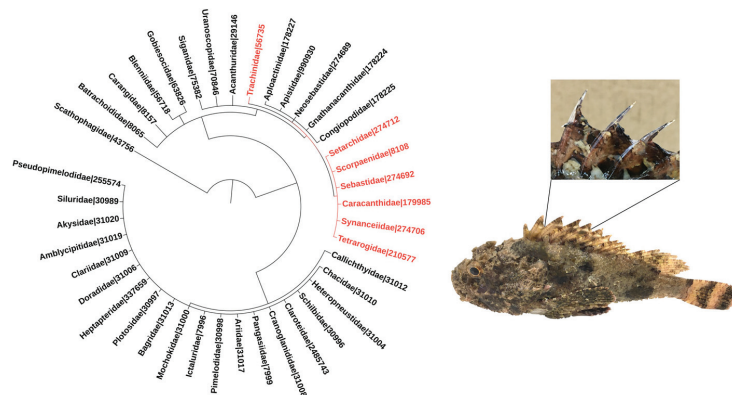 Scathophagidae|43756
Batrachoididae|8065
Carangidae|8157
Blenniidae|56718
Gobiesocidae|63826
Siganidae|75382
Uranoscopidae|70846
Acanthuridae|29146
Trachinidae|56735
Aploactinidae|178227
Apistidae|990930
Neosebastidae|274689
Gnathanacanthidae|178224
Congiopodidae|178225
Setarchidae|274712
Scorpaenidae|8108
Sebastidae|274692
Caracanthidae|179985
Synanceiidae|274706
Tetrarogidae|210577
Callichthyidae|31012
Chacidae|31010
Heteropneustidae|31004
Schilbidae|30996
Claroteidae|2485743
Cranoglanididae|31008
Pangasiidae|7999
Ariidae|31017
Pimelodidae|30998
Ictaluridae|7996
Mochokidae|31000
Bagridae|31013
Plotosidae|30997
Heptapteridae|337659
Doradidae|31006
Clariidae|31009
Amblycipitidae|31019
Akysidae|31020
Siluridae|30989
Pseudopimelodidae|255574